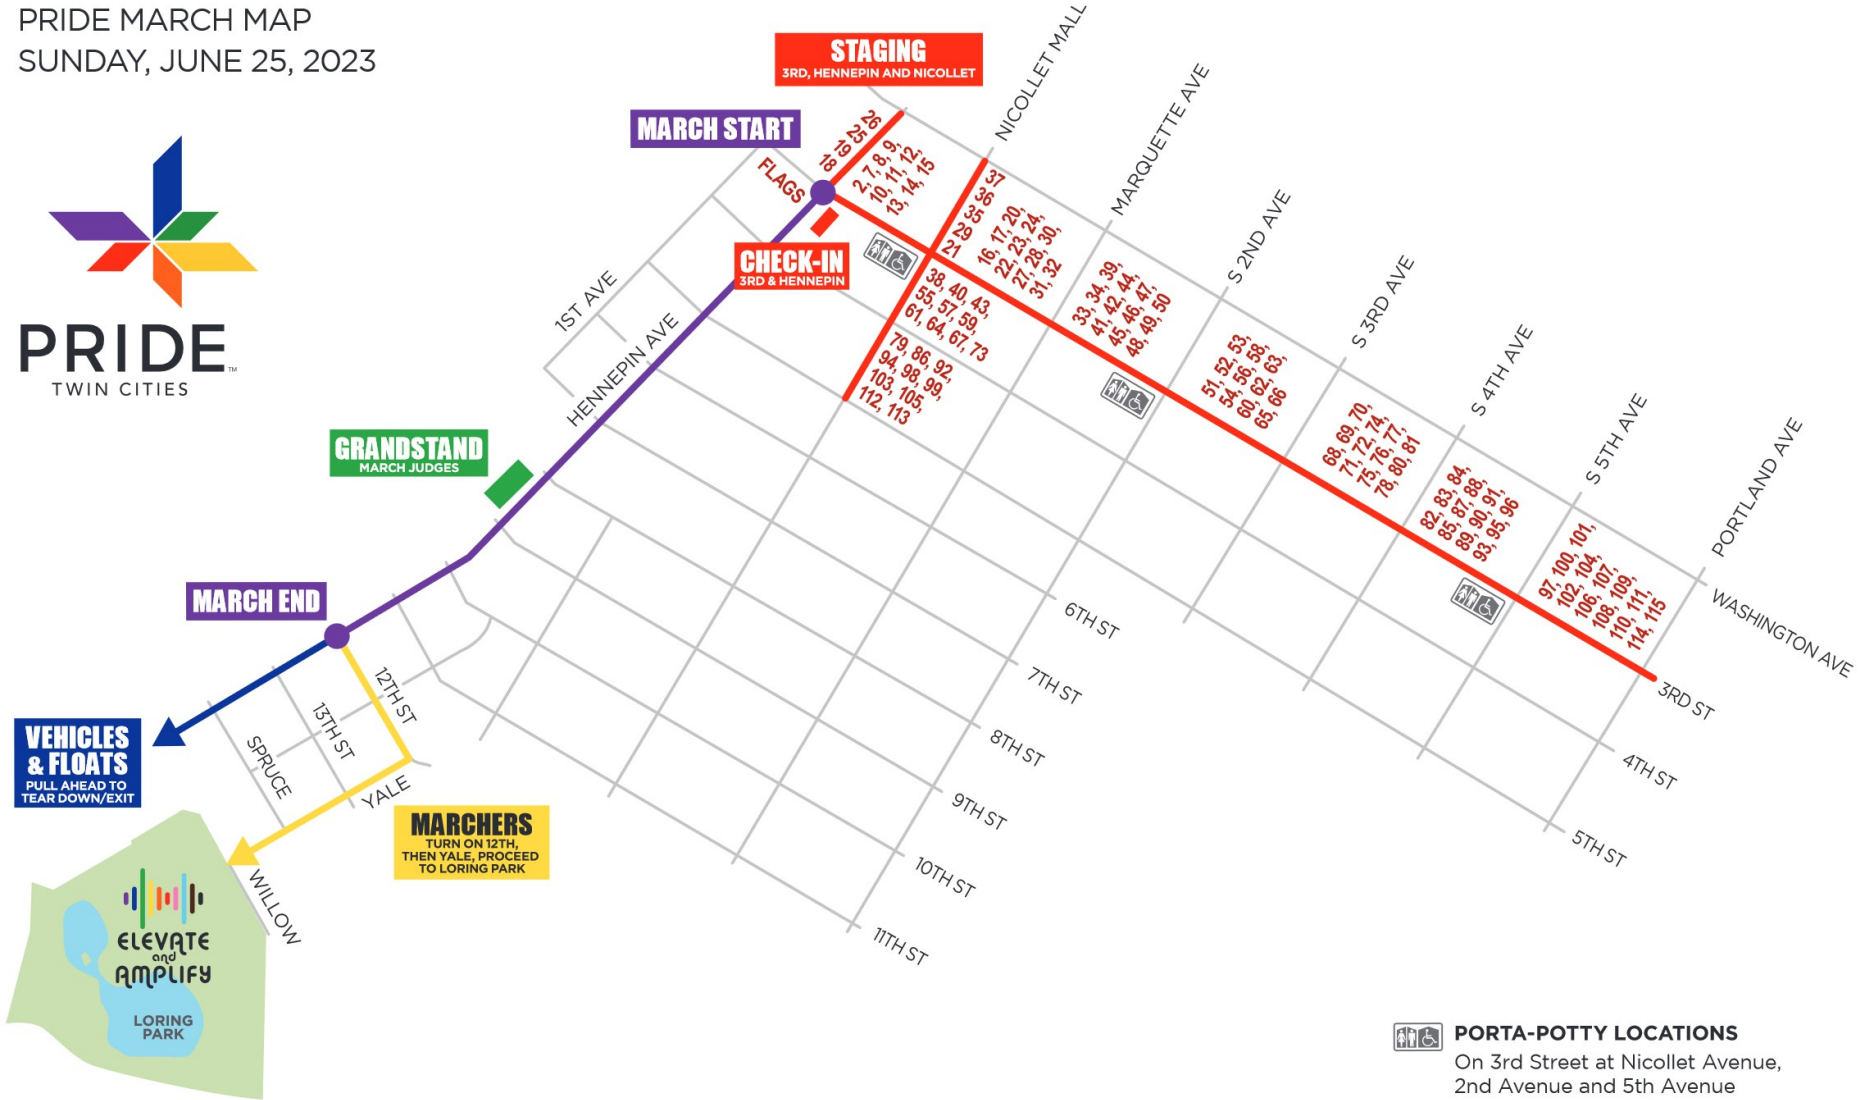 PRIDE MARCH MAP
SUNDAY, JUNE 25, 2023
PRIDE™
TWIN CITIES
STAGING
3RD, HENNEPIN AND NICOLLET
MARCH START
FLAGS
26
25
19
18
2, 7, 8, 9,
10, 11, 12,
13, 14, 15
CHECK-IN
3RD & HENNEPIN
37
36
35
29
21
16, 17, 20,
22, 23, 24,
27, 28, 30,
31, 32
38, 40, 43,
55, 57, 59,
61, 64, 67, 73
79, 86, 92,
94, 98, 99,
103, 105,
112, 113
33, 34, 39,
41, 42, 44,
45, 46, 47,
48, 49, 50
51, 52, 53,
54, 56, 58,
60, 62, 63,
65, 66
68, 69, 70,
71, 72, 74,
75, 76, 77,
78, 80, 81
82, 83, 84,
85, 87, 88,
89, 90, 91,
93, 95, 96
97, 100, 101,
102, 104,
106, 107,
108, 109,
110, 111,
114, 115
NICOLLET MALL
MARQUETTE AVE
S 2ND AVE
S 3RD AVE
S 4TH AVE
S 5TH AVE
PORTLAND AVE
WASHINGTON AVE
3RD ST
4TH ST
5TH ST
6TH ST
7TH ST
8TH ST
9TH ST
10TH ST
11TH ST
1ST AVE
HENNEPIN AVE
GRANDSTAND
MARCH JUDGES
MARCH END
12TH ST
13TH ST
SPRUCE
YALE
WILLOW
VEHICLES
& FLOATS
PULL AHEAD TO
TEAR DOWN/EXIT
MARCHERS
TURN ON 12TH,
THEN YALE, PROCEED
TO LORING PARK
ELEVATE
and
AMPLIFY
LORING
PARK
PORTA-POTTY LOCATIONS
On 3rd Street at Nicollet Avenue,
2nd Avenue and 5th Avenue